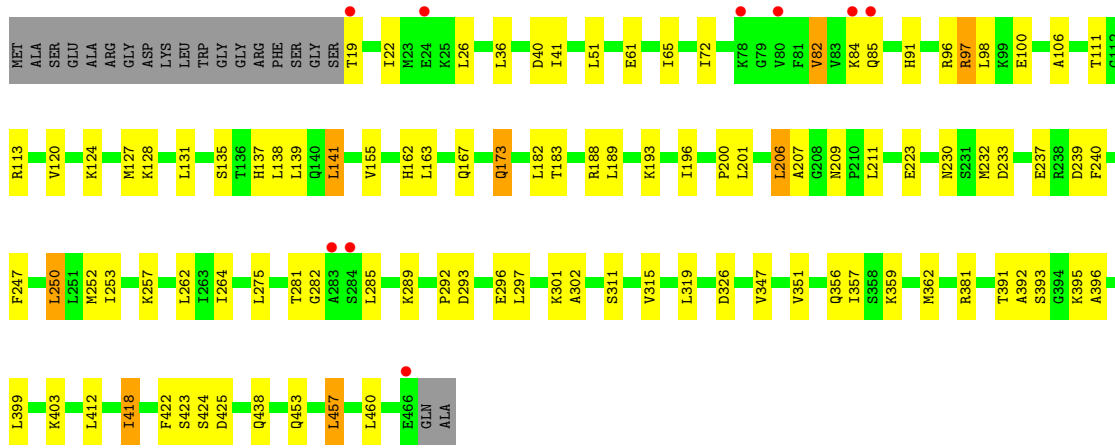 MET ALA SER GLU ALA ARG GLY ASP LYS LEU TRP GLY GLY ARG PHE SER GLY SER T19 I22 M23 E24 K25 L26 L36 D40 I41 L51 E61 I65 I72 K78 G79 V80 F81 V82 V83 K84 Q85 H91 R96 R97 L98 K99 E100 A106 T111 G112
R113 V120 K124 M127 K128 L131 S135 T136 H137 L138 L139 Q140 L141 V155 H162 L163 Q167 Q173 L182 T183 R188 L189 K193 I196 P200 L201 L206 A207 G208 N209 P210 L211 E223 N230 S231 M232 D233 E237 R238 D239 F240
F247 L250 L251 M252 I253 K257 L262 I263 I264 L275 T281 G282 A283 S284 L285 K289 P292 D293 E296 L297 K301 A302 S311 V315 L319 D326 V347 V351 Q356 I357 S358 K359 M362 R381 T391 A392 S393 G394 K395 A396
L399 K403 L412 I418 F422 S423 S424 D425 Q438 Q453 L457 L460 E466 GLN ALA